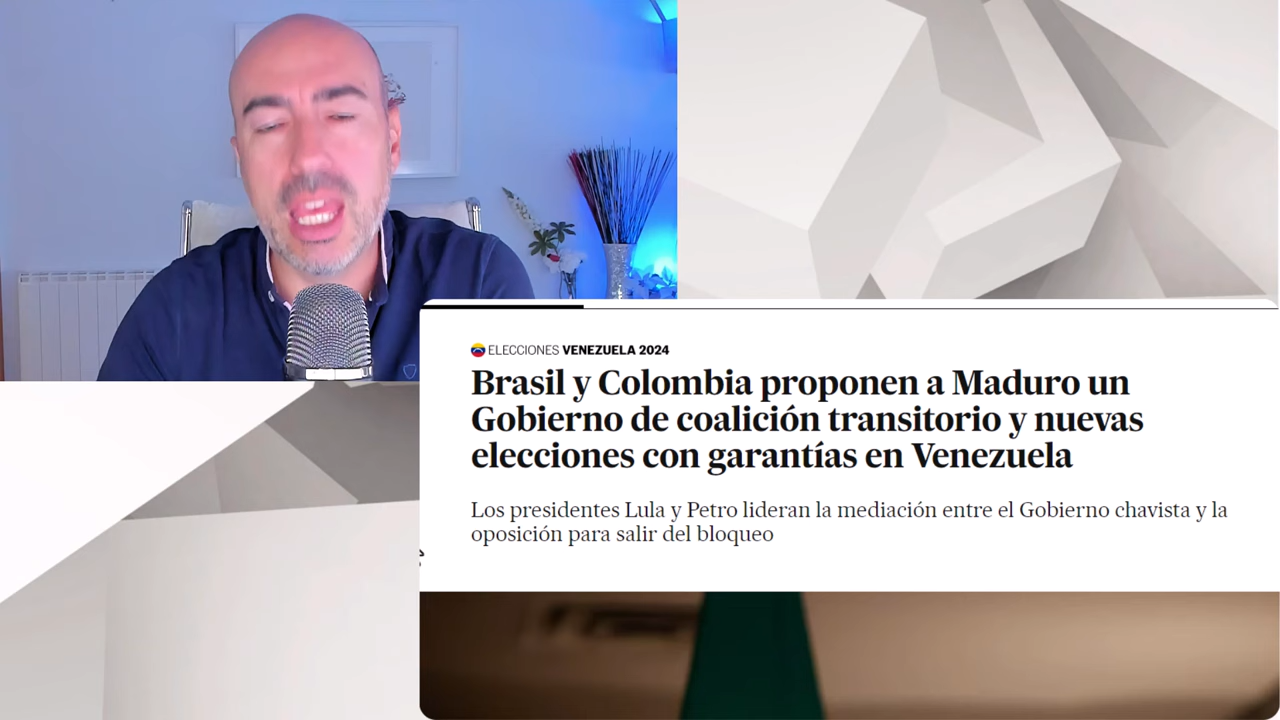 ELECCIONES VENEZUELA 2024
Brasil y Colombia proponen a Maduro un
Gobierno de coalición transitorio y nuevas
elecciones con garantías en Venezuela
Los presidentes Lula y Petro lideran la mediación entre el Gobierno chavista y la
oposición para salir del bloqueo